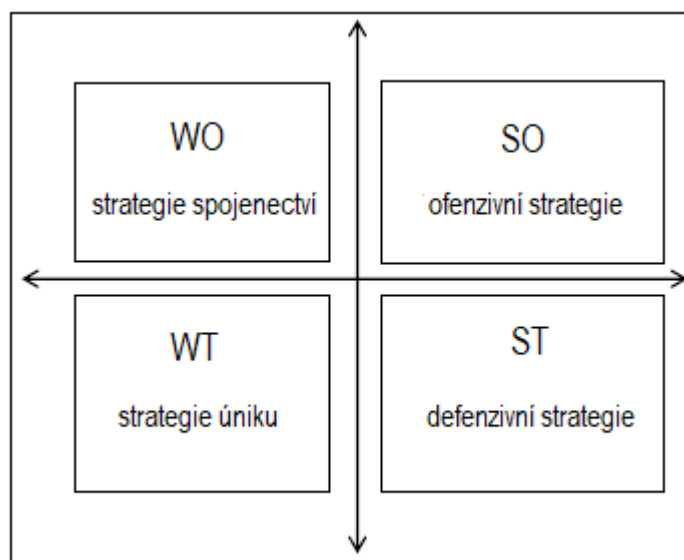 WO
strategie spojenectví
SO
ofenzivní strategie
WT
strategie úniku
ST
defenzivní strategie